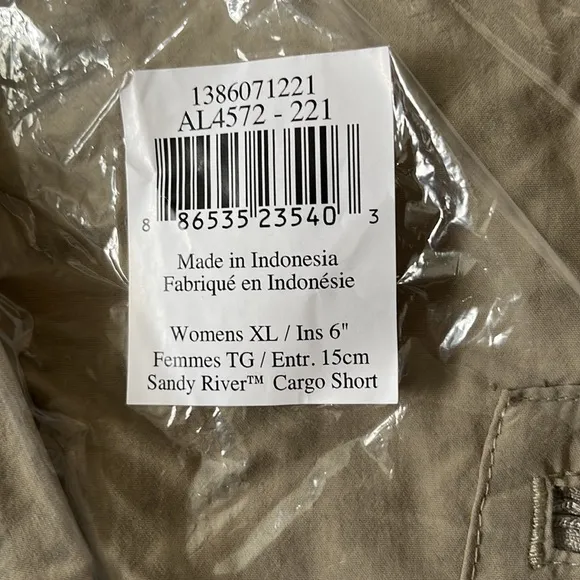 1386071221
AL4572 - 221
8 86535 23540 3
Made in Indonesia
Fabriqué en Indonésie
Womens XL / Ins 6"
Femmes TG / Entr. 15cm
Sandy River™ Cargo Short